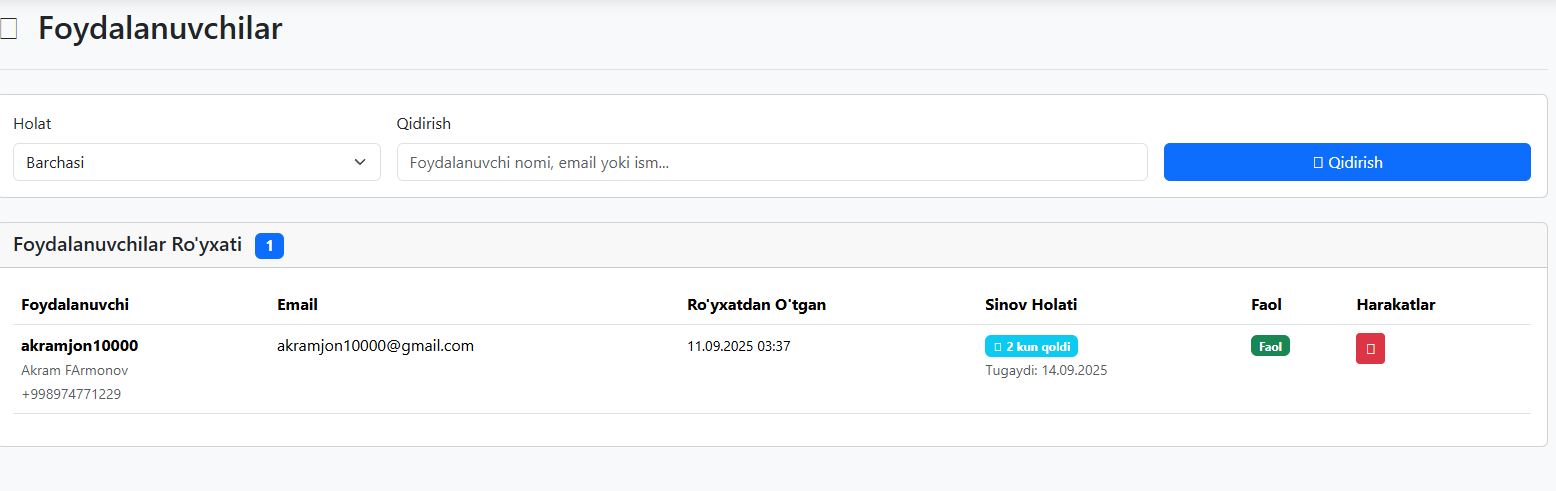 Foydalanuvchilar
Holat
Qidirish
Barchasi
Foydalanuvchi nomi, email yoki ism...
Qidirish
Foydalanuvchilar Ro'yxati 1
Foydalanuvchi Email Ro'yxatdan O'tgan Sinov Holati Faol Harakatlar
akramjon10000 akramjon10000@gmail.com 11.09.2025 03:37 2 kun qoldi Faol
Akram FArmonov Tugaydi: 14.09.2025
+998974771229